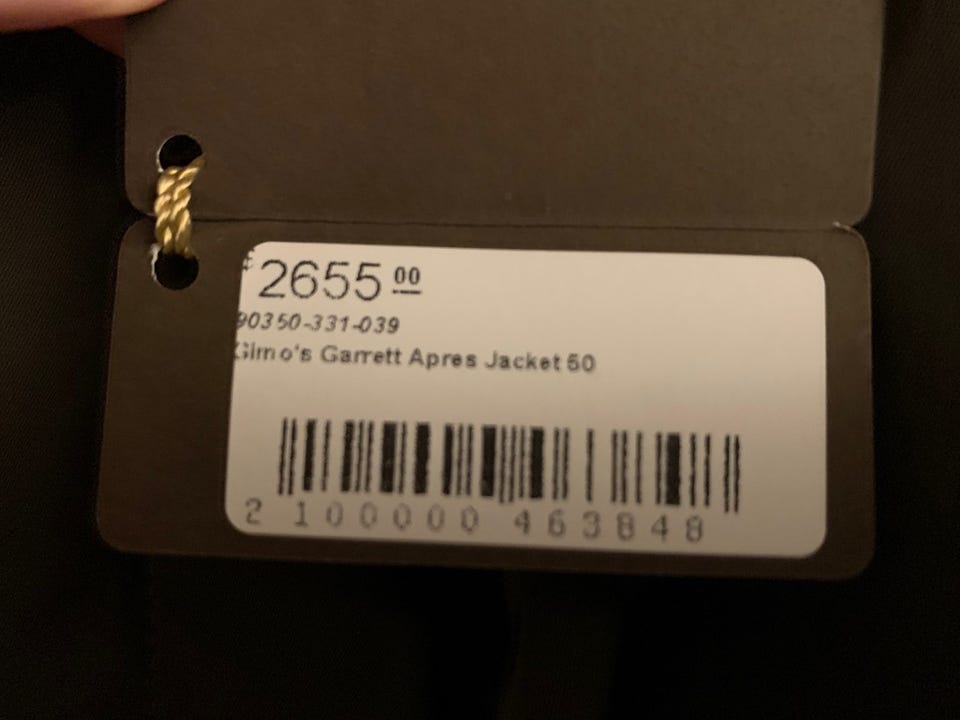 $2655 00
90350-331-039
Gimo's Garrett Apres Jacket 50
2 100000 463848